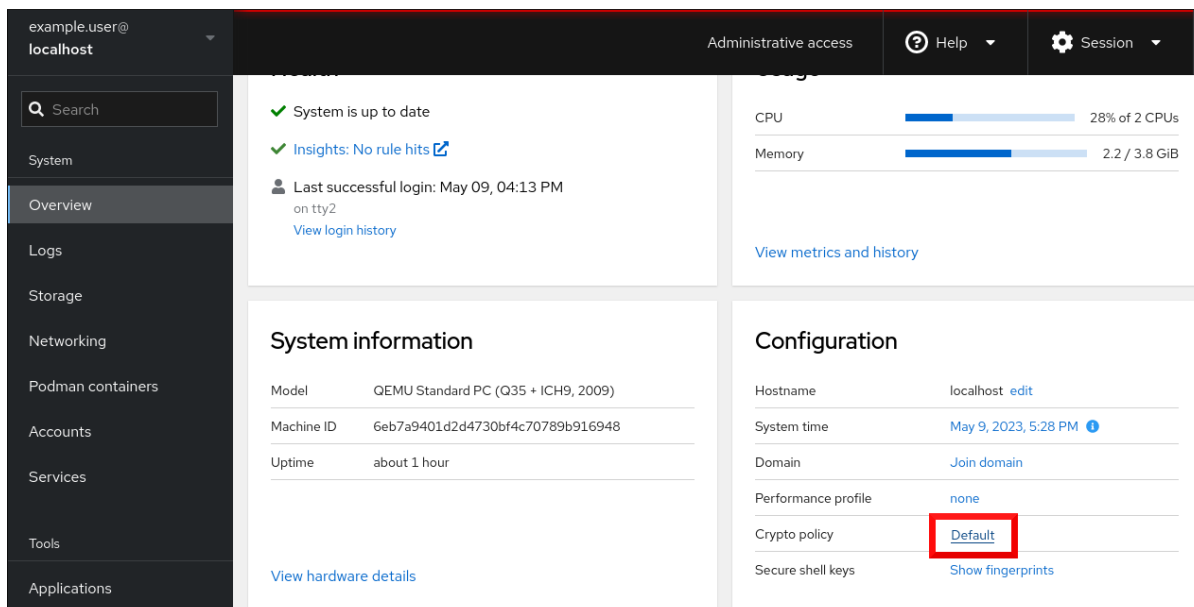 example.user@
localhost
Administrative access
Help
Session
Search
System
Overview
Logs
Storage
Networking
Podman containers
Accounts
Services
Tools
Applications
System is up to date
Insights: No rule hits
Last successful login: May 09, 04:13 PM
on tty2
View login history
CPU 28% of 2 CPUs
Memory 2.2 / 3.8 GiB
View metrics and history
System information
Model QEMU Standard PC (Q35 + ICH9, 2009)
Machine ID 6eb7a9401d2d4730bf4c70789b916948
Uptime about 1 hour
View hardware details
Configuration
Hostname localhost edit
System time May 9, 2023, 5:28 PM
Domain Join domain
Performance profile none
Crypto policy Default
Secure shell keys Show fingerprints